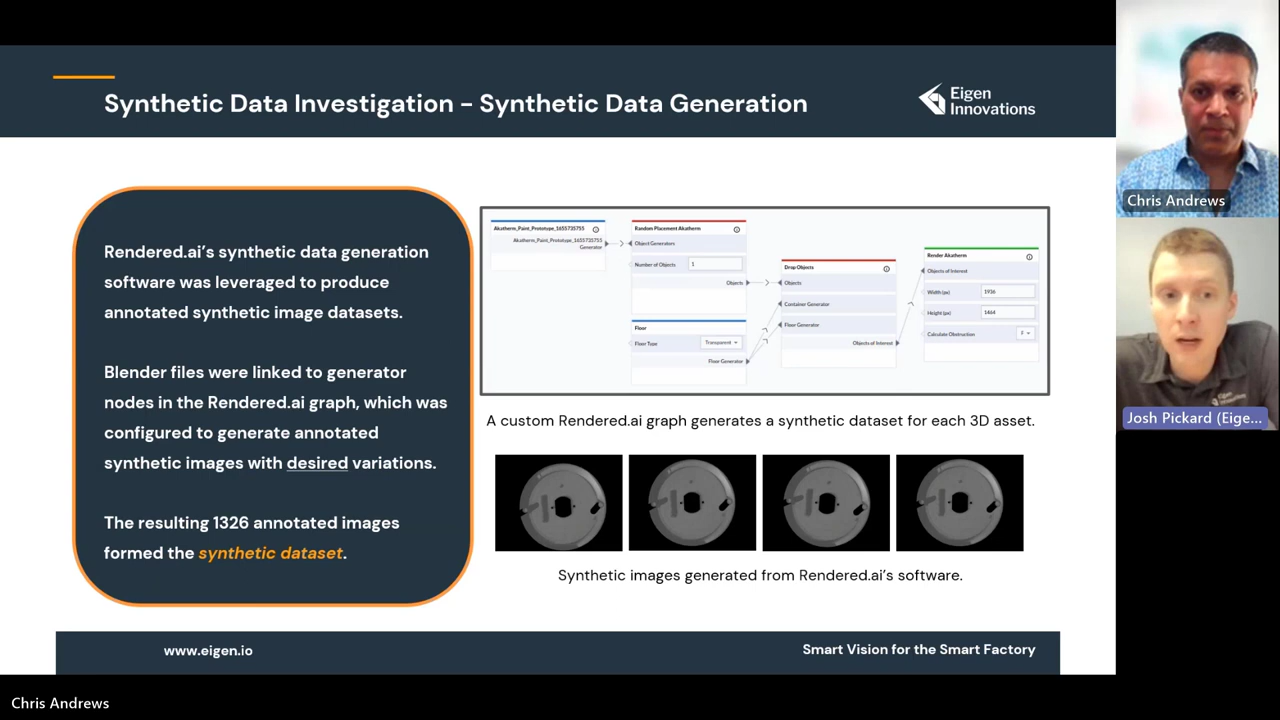 Synthetic Data Investigation - Synthetic Data Generation
Eigen
Innovations
Rendered.ai's synthetic data generation
software was leveraged to produce
annotated synthetic image datasets.
Blender files were linked to generator
nodes in the Rendered.ai graph, which was
configured to generate annotated
synthetic images with desired variations.
The resulting 1326 annotated images
formed the synthetic dataset.
Akatherm_Paint_Prototype_1655735755
Akatherm_Paint_Prototype_1655735755
Generator
Random Placement Akatherm
Object Generators
Number of Objects 1
Objects
Floor
Floor Type Transparent
Floor Generator
Drop Objects
Objects
Container Generator
Floor Generator
Objects of Interest
Render Akatherm
Objects of Interest
Width (px) 1936
Height (px) 1464
Calculate Obstruction F
A custom Rendered.ai graph generates a synthetic dataset for each 3D asset.
Synthetic images generated from Rendered.ai's software.
www.eigen.io
Smart Vision for the Smart Factory
Chris Andrews
Josh Pickard (Eige...
Chris Andrews